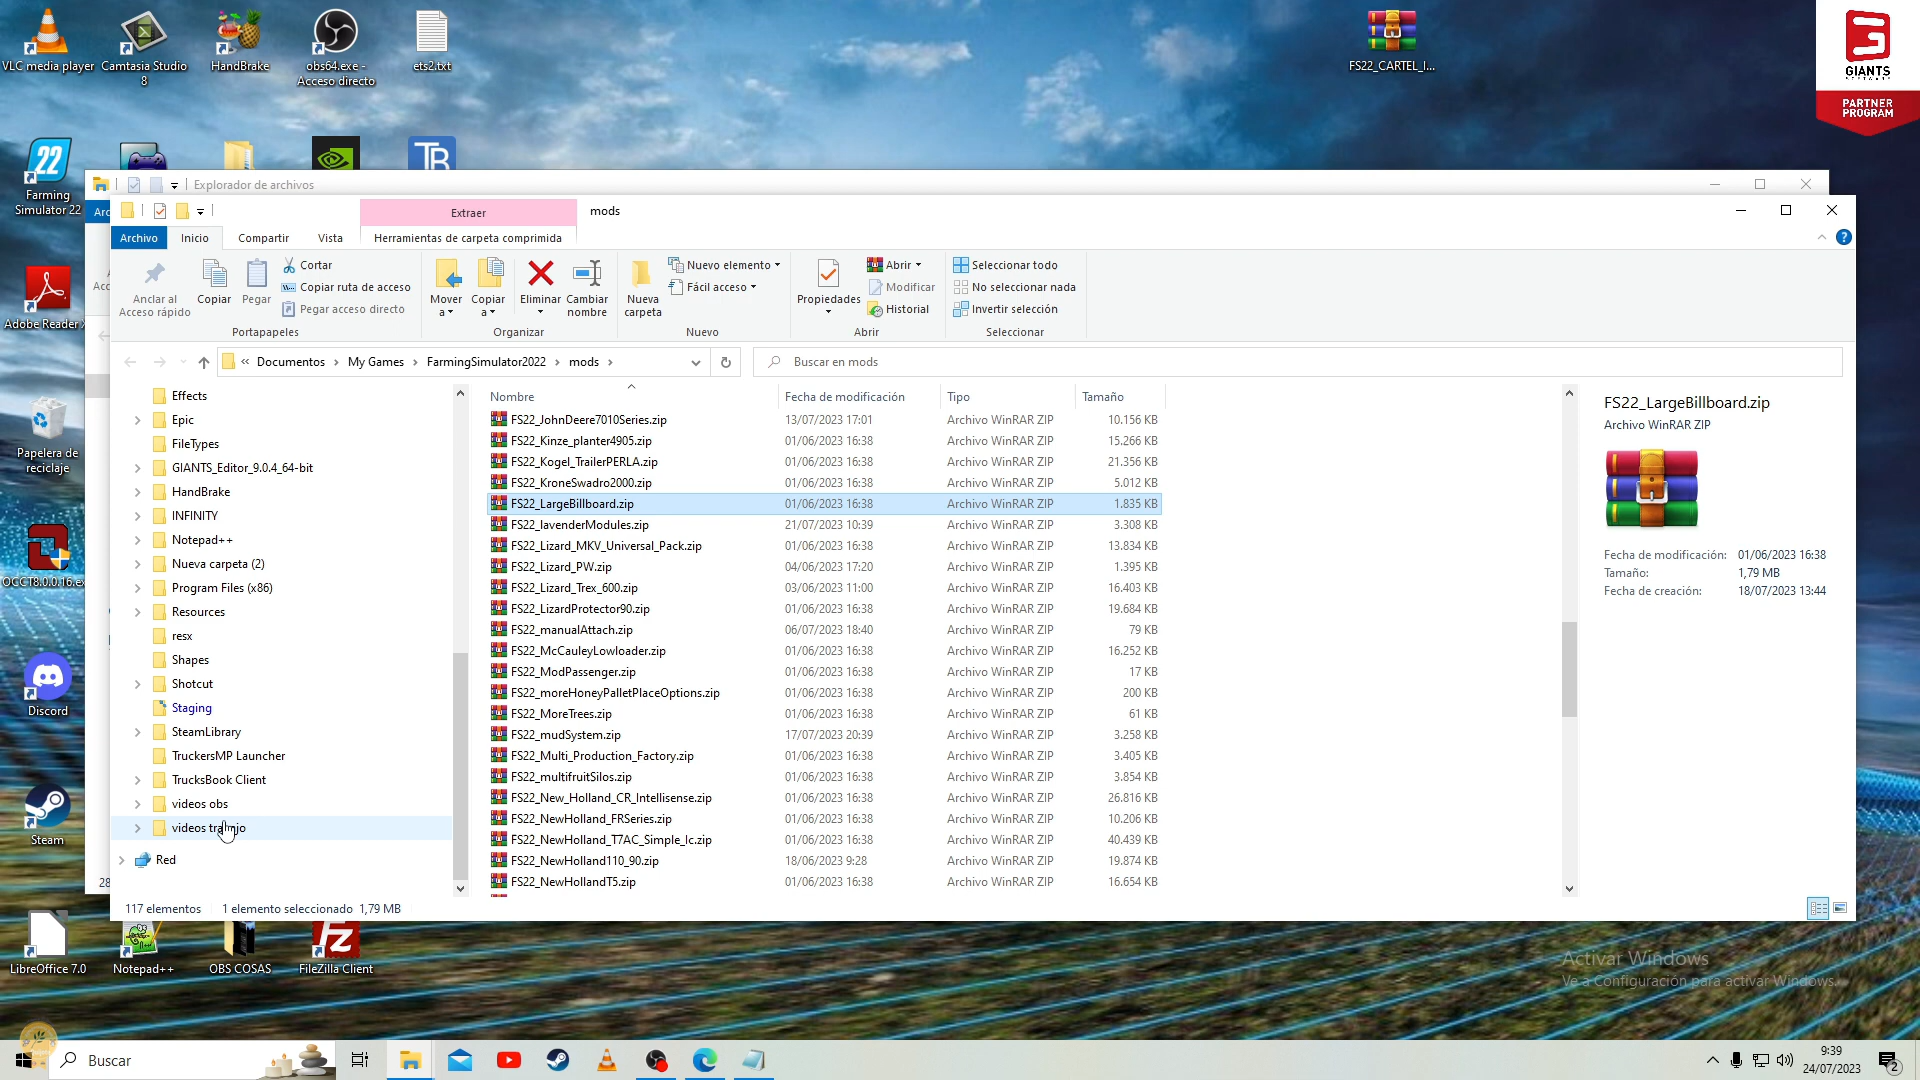 VLC media player
Camtasia Studio 8
HandBrake
obs64.exe - Acceso directo
ets2.txt
FS22_CARTEL_I...
GIANTS
SOFTWARE
PARTNER
PROGRAM
22
Farming Simulator 22
TB
Explorador de archivos
Extraer
mods
Archivo
Inicio
Compartir
Vista
Herramientas de carpeta comprimida
Anclar al Acceso rápido
Copiar
Pegar
Cortar
Copiar ruta de acceso
Pegar acceso directo
Portapapeles
Mover a
Copiar a
Eliminar
Cambiar nombre
Organizar
Nueva carpeta
Nuevo elemento
Fácil acceso
Nuevo
Propiedades
Abrir
Modificar
Historial
Abrir
Seleccionar todo
No seleccionar nada
Invertir selección
Seleccionar
« Documentos › My Games › FarmingSimulator2022 › mods ›
Buscar en mods
Effects
Epic
FileTypes
GIANTS_Editor_9.0.4_64-bit
HandBrake
INFINITY
Notepad++
Nueva carpeta (2)
Program Files (x86)
Resources
resx
Shapes
Shotcut
Staging
SteamLibrary
TruckersMP Launcher
TrucksBook Client
videos obs
videos
Red
Nombre Fecha de modificación Tipo Tamaño
FS22_JohnDeere7010Series.zip 13/07/2023 17:01 Archivo WinRAR ZIP 10.156 KB
FS22_Kinze_planter4905.zip 01/06/2023 16:38 Archivo WinRAR ZIP 15.266 KB
FS22_Kogel_TrailerPERLA.zip 01/06/2023 16:38 Archivo WinRAR ZIP 21.356 KB
FS22_KroneSwadro2000.zip 01/06/2023 16:38 Archivo WinRAR ZIP 5.012 KB
FS22_LargeBillboard.zip 01/06/2023 16:38 Archivo WinRAR ZIP 1.835 KB
FS22_lavenderModules.zip 21/07/2023 10:39 Archivo WinRAR ZIP 3.308 KB
FS22_Lizard_MKV_Universal_Pack.zip 01/06/2023 16:38 Archivo WinRAR ZIP 13.834 KB
FS22_Lizard_PW.zip 04/06/2023 17:20 Archivo WinRAR ZIP 1.395 KB
FS22_Lizard_Trex_600.zip 03/06/2023 11:00 Archivo WinRAR ZIP 16.403 KB
FS22_LizardProtector90.zip 01/06/2023 16:38 Archivo WinRAR ZIP 19.684 KB
FS22_manualAttach.zip 06/07/2023 18:40 Archivo WinRAR ZIP 79 KB
FS22_McCauleyLowloader.zip 01/06/2023 16:38 Archivo WinRAR ZIP 16.252 KB
FS22_ModPassenger.zip 01/06/2023 16:38 Archivo WinRAR ZIP 17 KB
FS22_moreHoneyPalletPlaceOptions.zip 01/06/2023 16:38 Archivo WinRAR ZIP 200 KB
FS22_MoreTrees.zip 01/06/2023 16:38 Archivo WinRAR ZIP 61 KB
FS22_mudSystem.zip 17/07/2023 20:39 Archivo WinRAR ZIP 3.258 KB
FS22_Multi_Production_Factory.zip 01/06/2023 16:38 Archivo WinRAR ZIP 3.405 KB
FS22_multifruitSilos.zip 01/06/2023 16:38 Archivo WinRAR ZIP 3.854 KB
FS22_New_Holland_CR_Intellisense.zip 01/06/2023 16:38 Archivo WinRAR ZIP 26.816 KB
FS22_NewHolland_FRSeries.zip 01/06/2023 16:38 Archivo WinRAR ZIP 10.206 KB
FS22_NewHolland_T7AC_Simple_Ic.zip 01/06/2023 16:38 Archivo WinRAR ZIP 40.439 KB
FS22_NewHolland110_90.zip 18/06/2023 9:28 Archivo WinRAR ZIP 19.874 KB
FS22_NewHollandT5.zip 01/06/2023 16:38 Archivo WinRAR ZIP 16.654 KB
FS22_LargeBillboard.zip
Archivo WinRAR ZIP
Fecha de modificación: 01/06/2023 16:38
Tamaño: 1,79 MB
Fecha de creación: 18/07/2023 13:44
117 elementos 1 elemento seleccionado 1,79 MB
Adobe Reader X
Papelera de reciclaje
OCCT8.0.0.16.ex
Discord
Steam
28
LibreOffice 7.0
Notepad++
OBS COSAS
FileZilla Client
Activar Windows
Ve a Configuración para activar Windows.
Buscar
9:39
24/07/2023
2